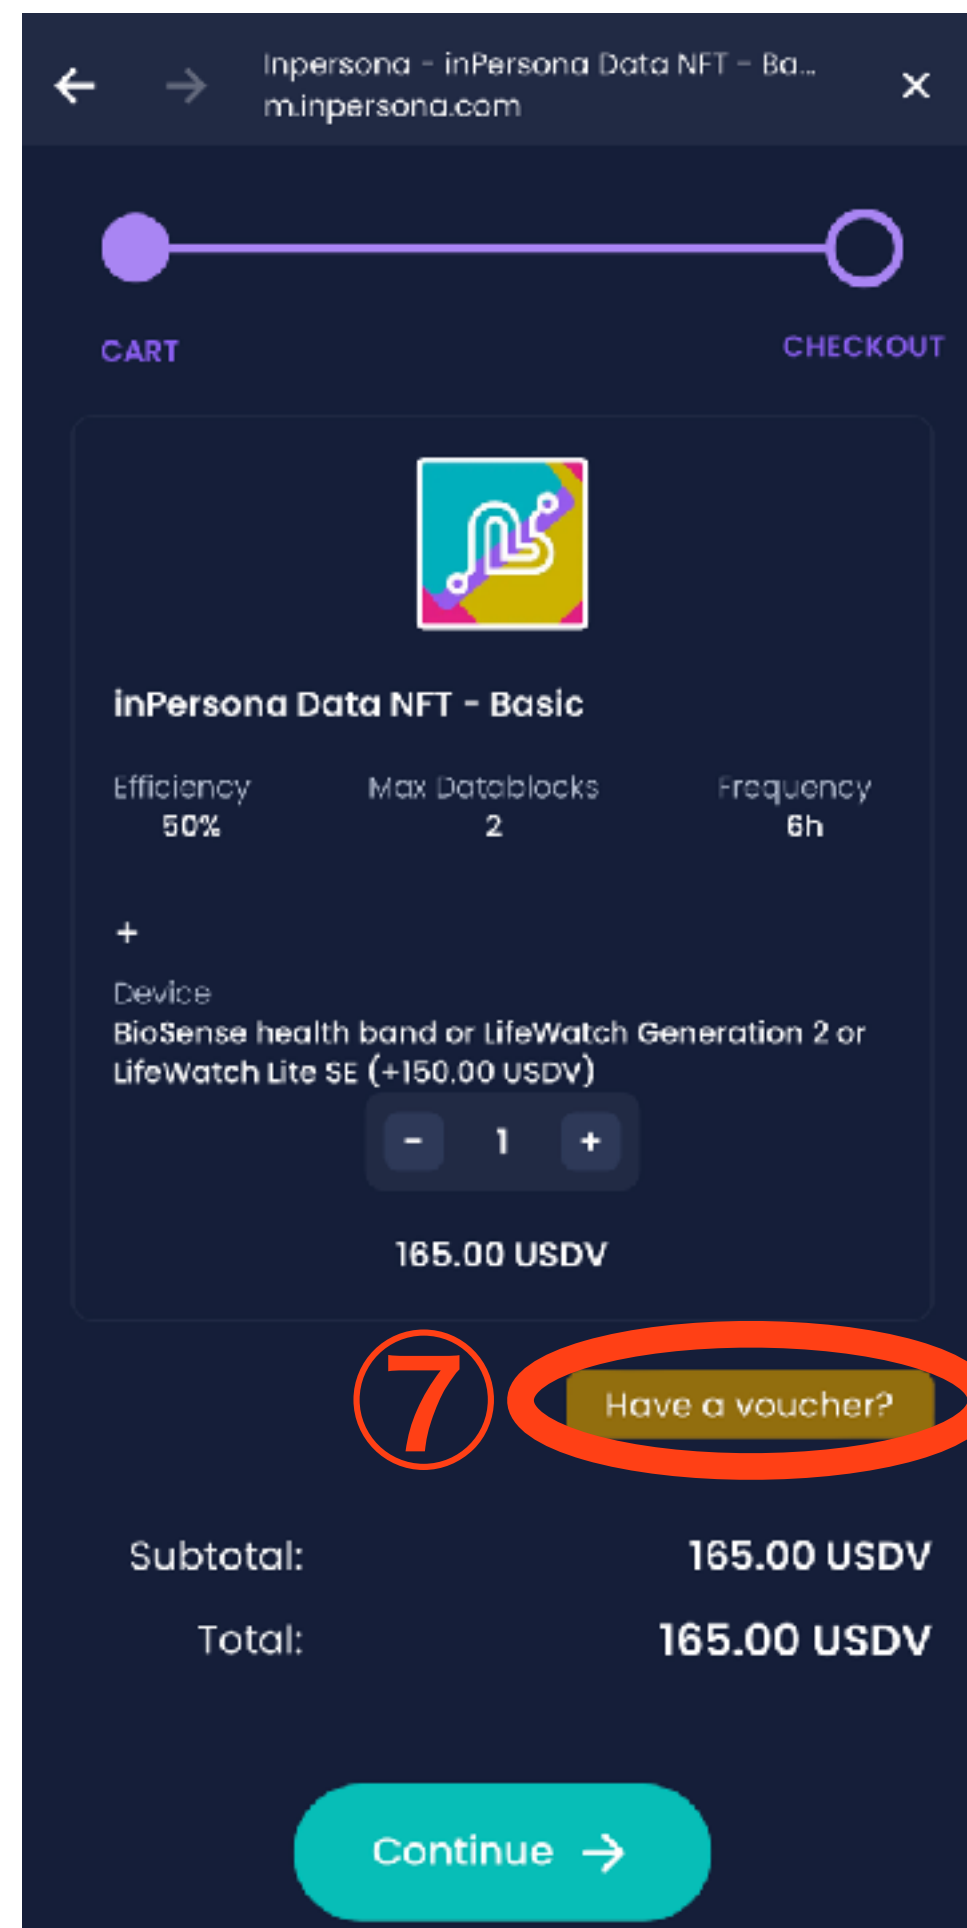 Inpersona - inPersona Data NFT - Ba...
m.inpersona.com
CART
CHECKOUT
inPersona Data NFT - Basic
Efficiency Max Datablocks Frequency
50% 2 6h
+
Device
BioSense health band or LifeWatch Generation 2 or
LifeWatch Lite SE (+150.00 USDV)
- 1 +
165.00 USDV
⑦ Have a voucher?
Subtotal: 165.00 USDV
Total: 165.00 USDV
Continue →